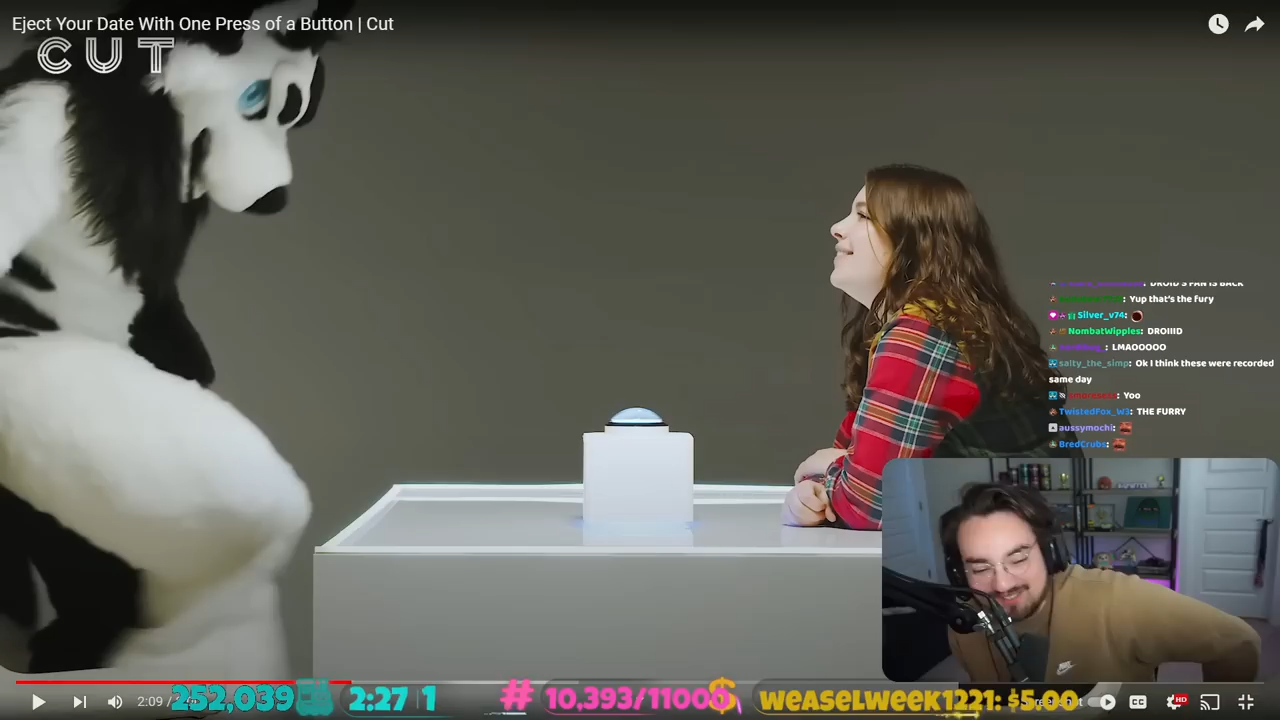 Eject Your Date With One Press of a Button | Cut
CUT
DROID'S FAN IS BACK
Yup that's the fury
Silver_v74:
NombatWipples: DROIIID
LMAOOOOO
salty_the_simp: Ok I think these were recorded
same day
Yoo
TwistedFox_W3: THE FURRY
aussymochi:
BredCrubs:
2:09 /
252,039
2:27 1
# 10,393/11000
WEASELWEEK1221: $5.00
CC
HD